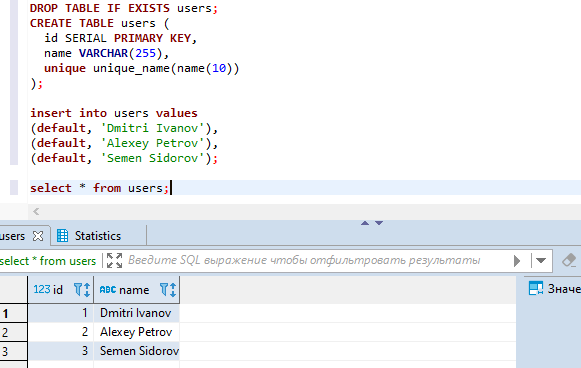 DROP TABLE IF EXISTS users;
CREATE TABLE users (
id SERIAL PRIMARY KEY,
name VARCHAR(255),
unique unique_name(name(10))
);
insert into users values
(default, 'Dmitri Ivanov'),
(default, 'Alexey Petrov'),
(default, 'Semen Sidorov');
select * from users;
users Statistics
select * from users Введите SQL выражение чтобы отфильтровать результаты
123 id ABC name Значе
1 1 Dmitri Ivanov
2 2 Alexey Petrov
3 3 Semen Sidorov